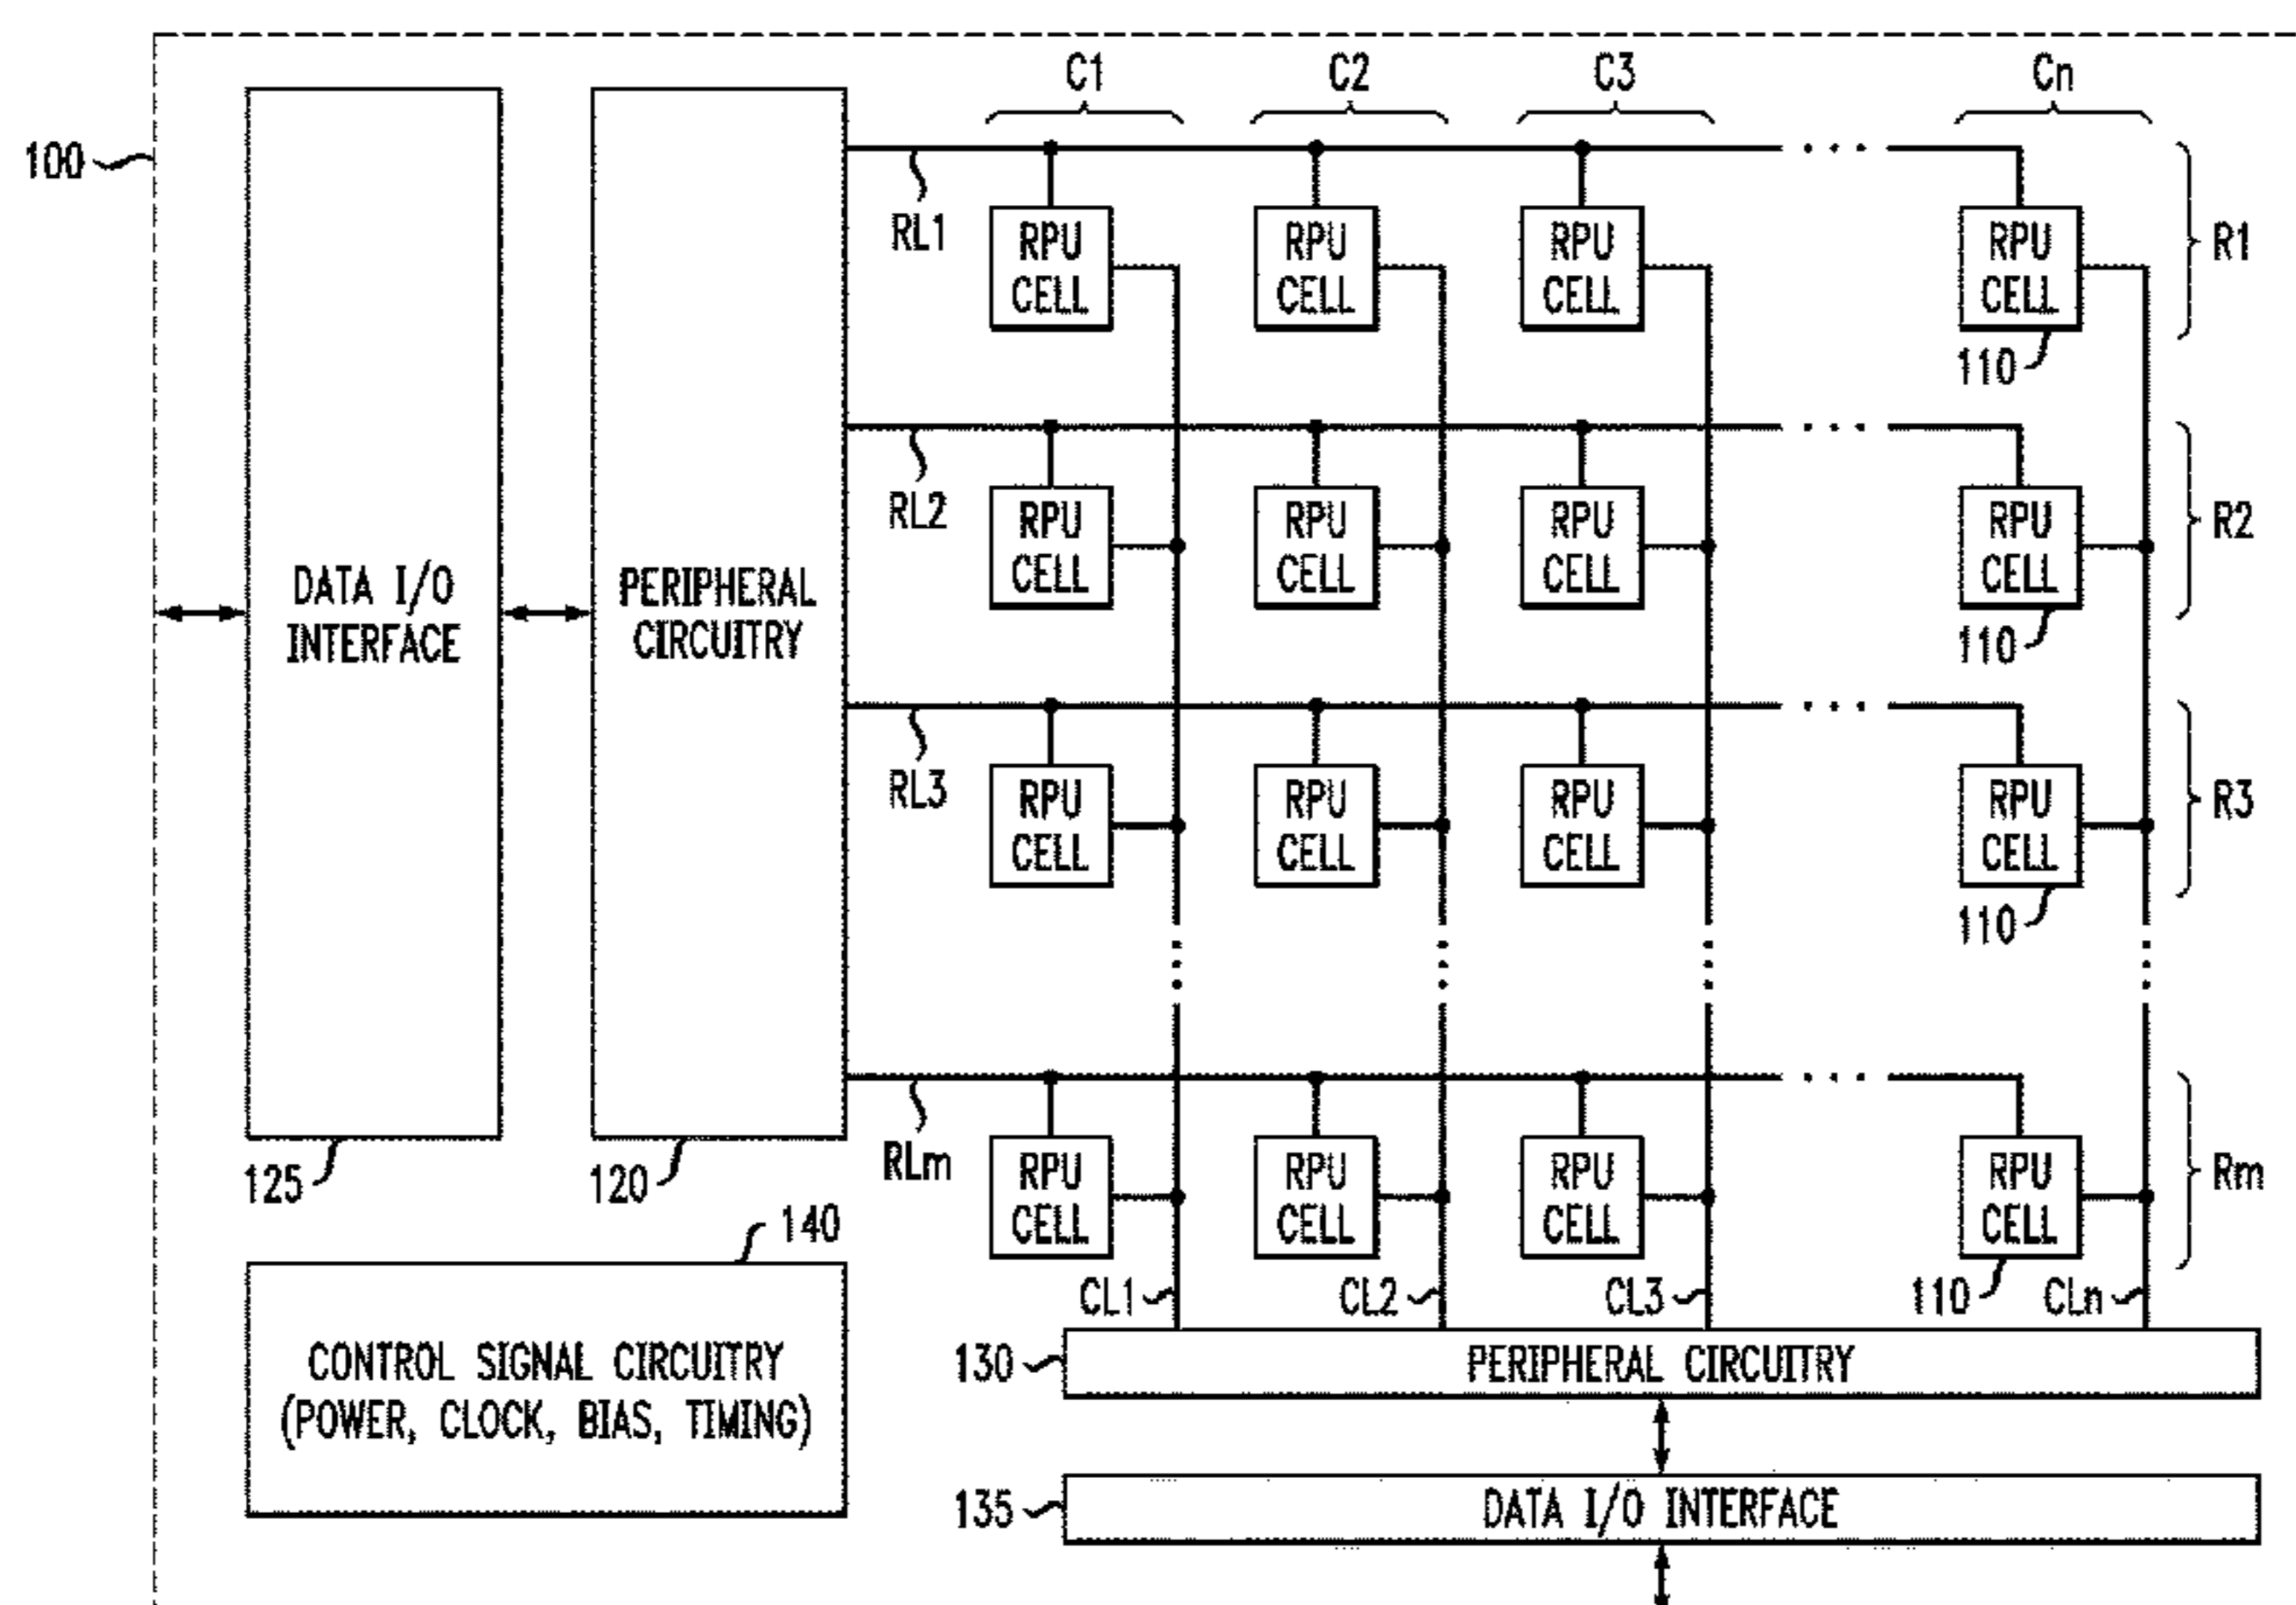 C1 C2 C3 Cn
100
RL1
RPU CELL
RPU CELL
RPU CELL
RPU CELL
110
R1
RL2
RPU CELL
RPU CELL
RPU CELL
RPU CELL
110
R2
DATA I/O
INTERFACE
PERIPHERAL
CIRCUITRY
RL3
RPU CELL
RPU CELL
RPU CELL
RPU CELL
110
R3
125
120
RLm
RPU CELL
RPU CELL
RPU CELL
RPU CELL
110
Rm
CL1 CL2 CL3 CLn
140
CONTROL SIGNAL CIRCUITRY
(POWER, CLOCK, BIAS, TIMING)
130
PERIPHERAL CIRCUITRY
135
DATA I/O INTERFACE